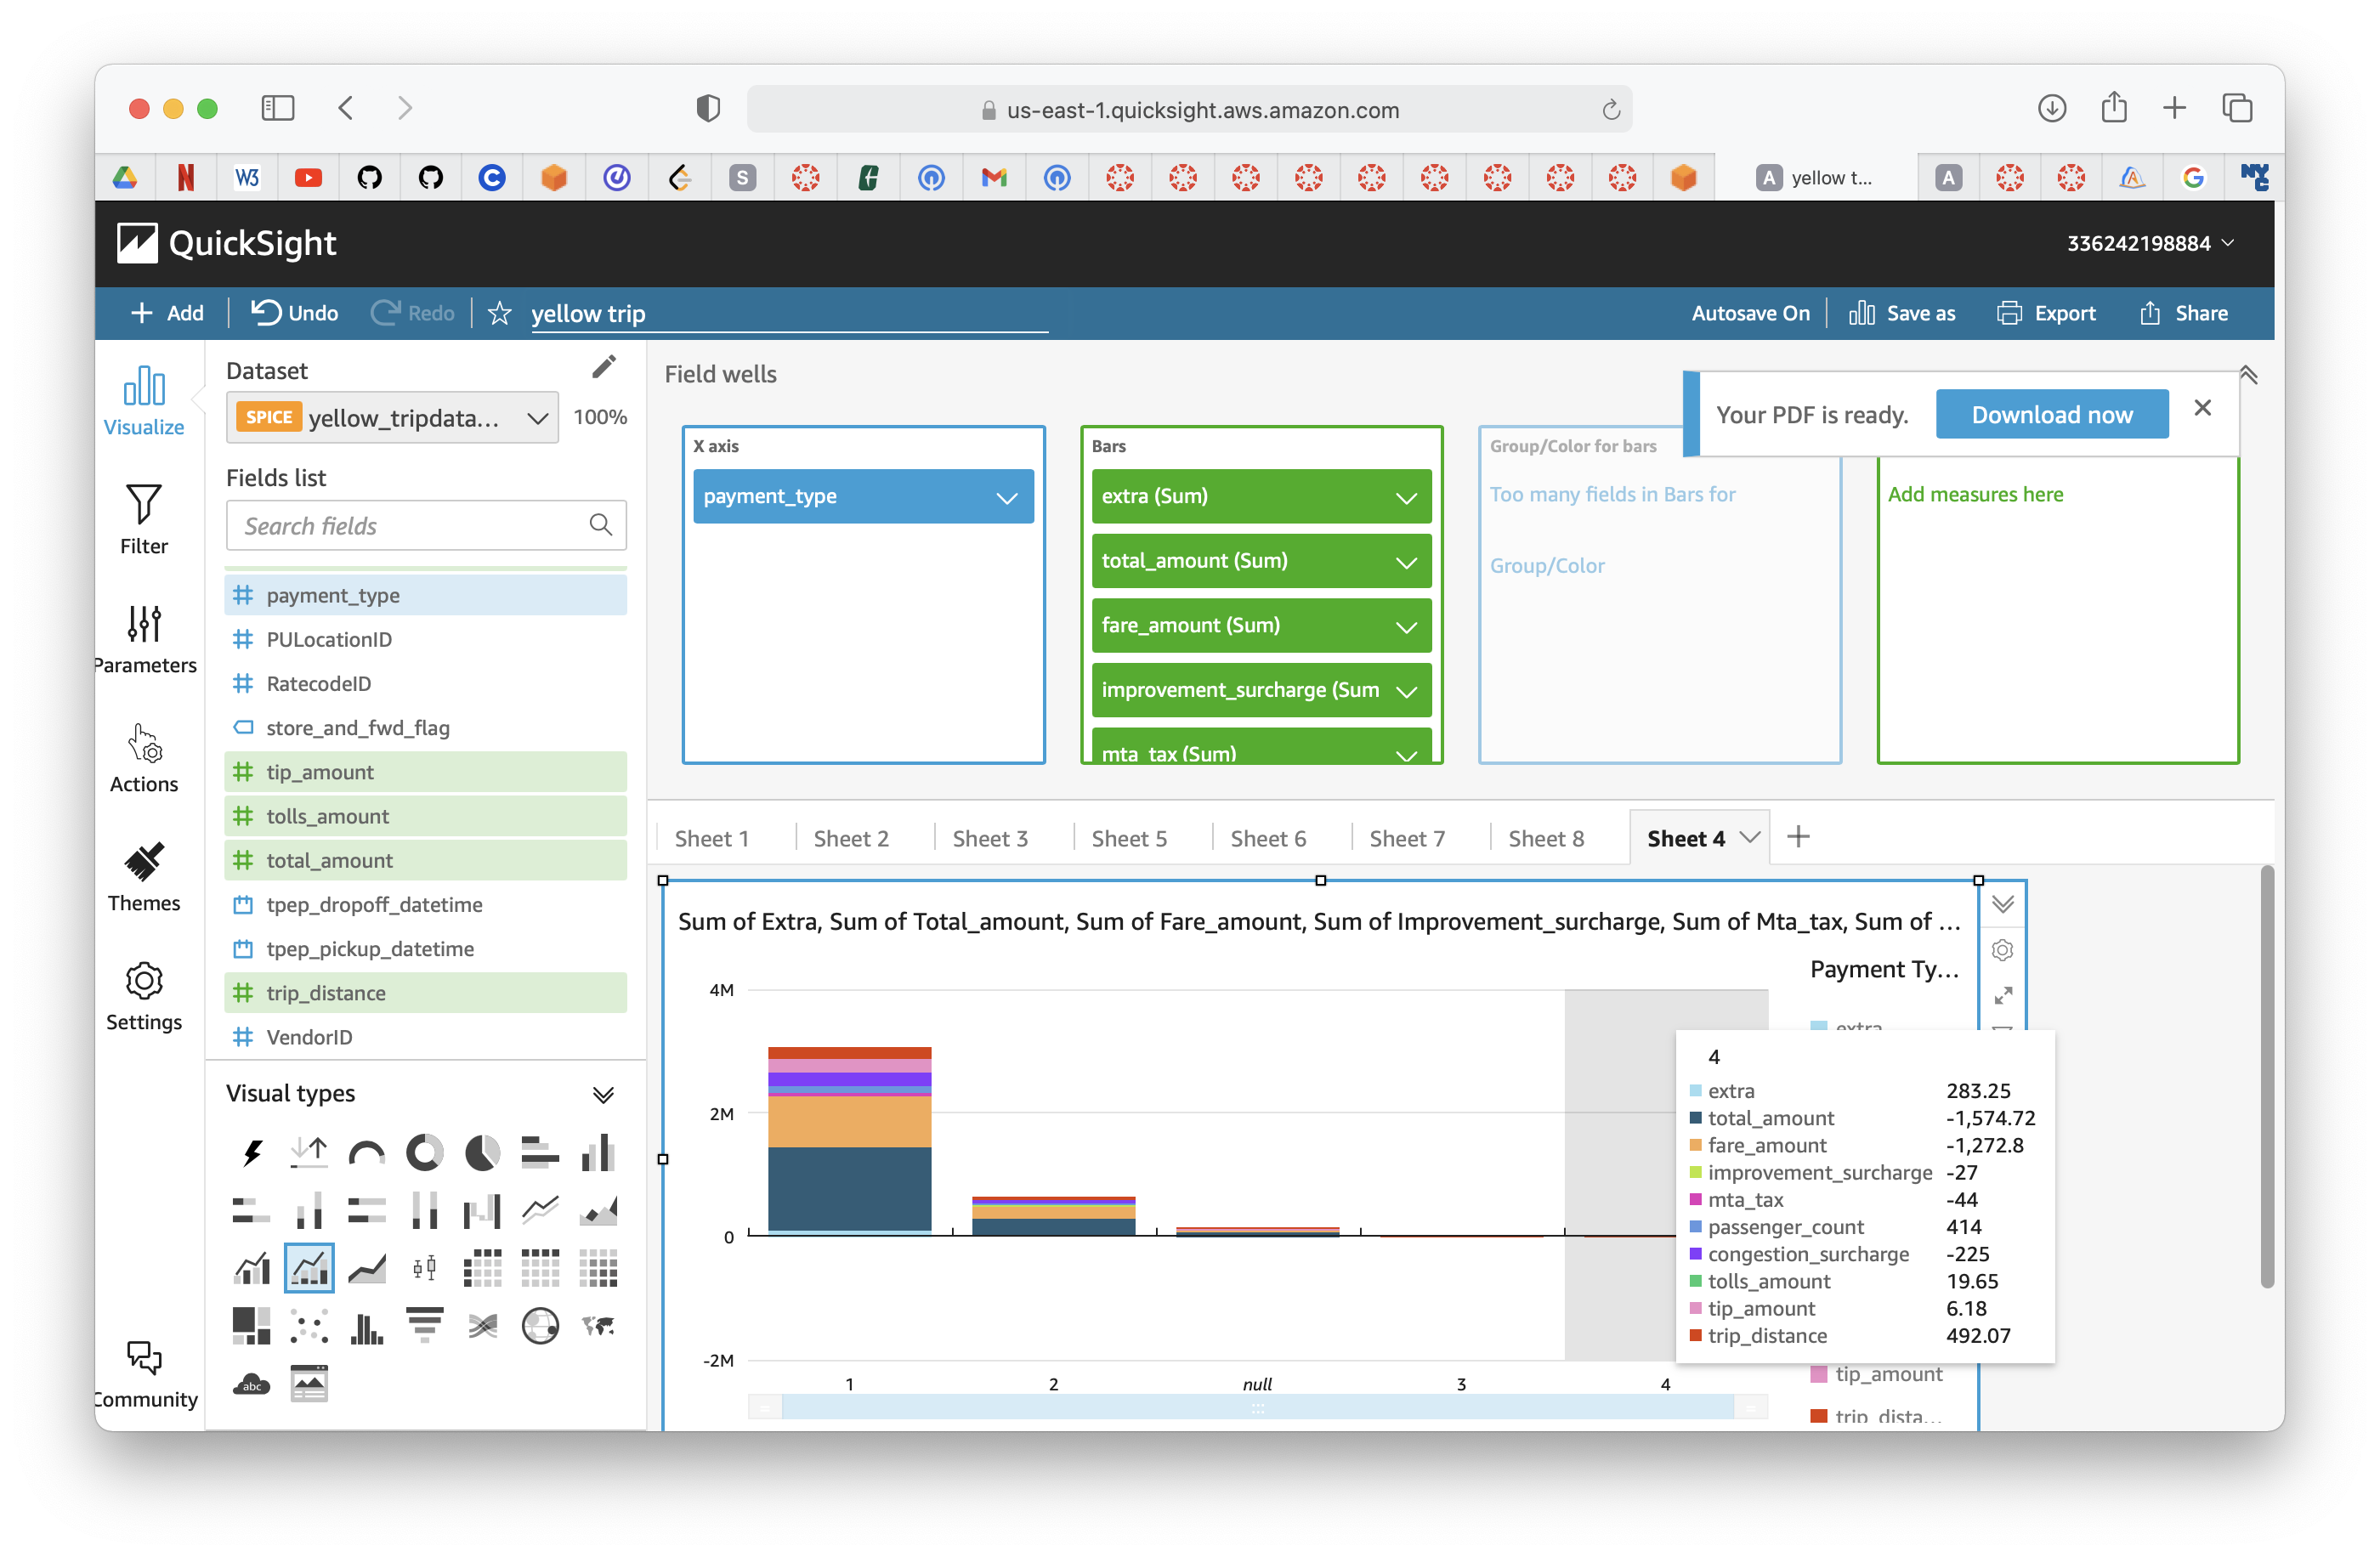 us-east-1.quicksight.aws.amazon.com
W3
S
A
yellow t...
A
G
NYC
QuickSight
336242198884
Add
Undo
Redo
yellow trip
Autosave On
Save as
Export
Share
Visualize
Filter
Parameters
Actions
Themes
Settings
Community
Dataset
SPICE
yellow_tripdata...
100%
Fields list
Search fields
payment_type
PULocationID
RatecodeID
store_and_fwd_flag
tip_amount
tolls_amount
total_amount
tpep_dropoff_datetime
tpep_pickup_datetime
trip_distance
VendorID
Visual types
abc
Field wells
Your PDF is ready.
Download now
X axis
payment_type
Bars
extra (Sum)
total_amount (Sum)
fare_amount (Sum)
improvement_surcharge (Sum
mta_tax (Sum)
Group/Color for bars
Too many fields in Bars for
Group/Color
Add measures here
Sheet 1
Sheet 2
Sheet 3
Sheet 5
Sheet 6
Sheet 7
Sheet 8
Sheet 4
Sum of Extra, Sum of Total_amount, Sum of Fare_amount, Sum of Improvement_surcharge, Sum of Mta_tax, Sum of ...
4M
2M
0
-2M
1
2
null
3
4
Payment Ty...
extra
4
extra 283.25
total_amount -1,574.72
fare_amount -1,272.8
improvement_surcharge -27
mta_tax -44
passenger_count 414
congestion_surcharge -225
tolls_amount 19.65
tip_amount 6.18
trip_distance 492.07
tip_amount
trip_dista...